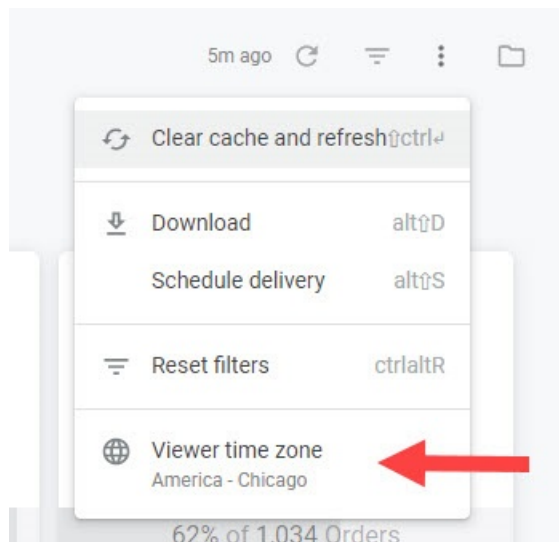 5m ago
Clear cache and refresh⇧ctrl⏎
Download alt⇧D
Schedule delivery alt⇧S
Reset filters ctrlaltR
Viewer time zone
America - Chicago
62% of 1,034 Orders